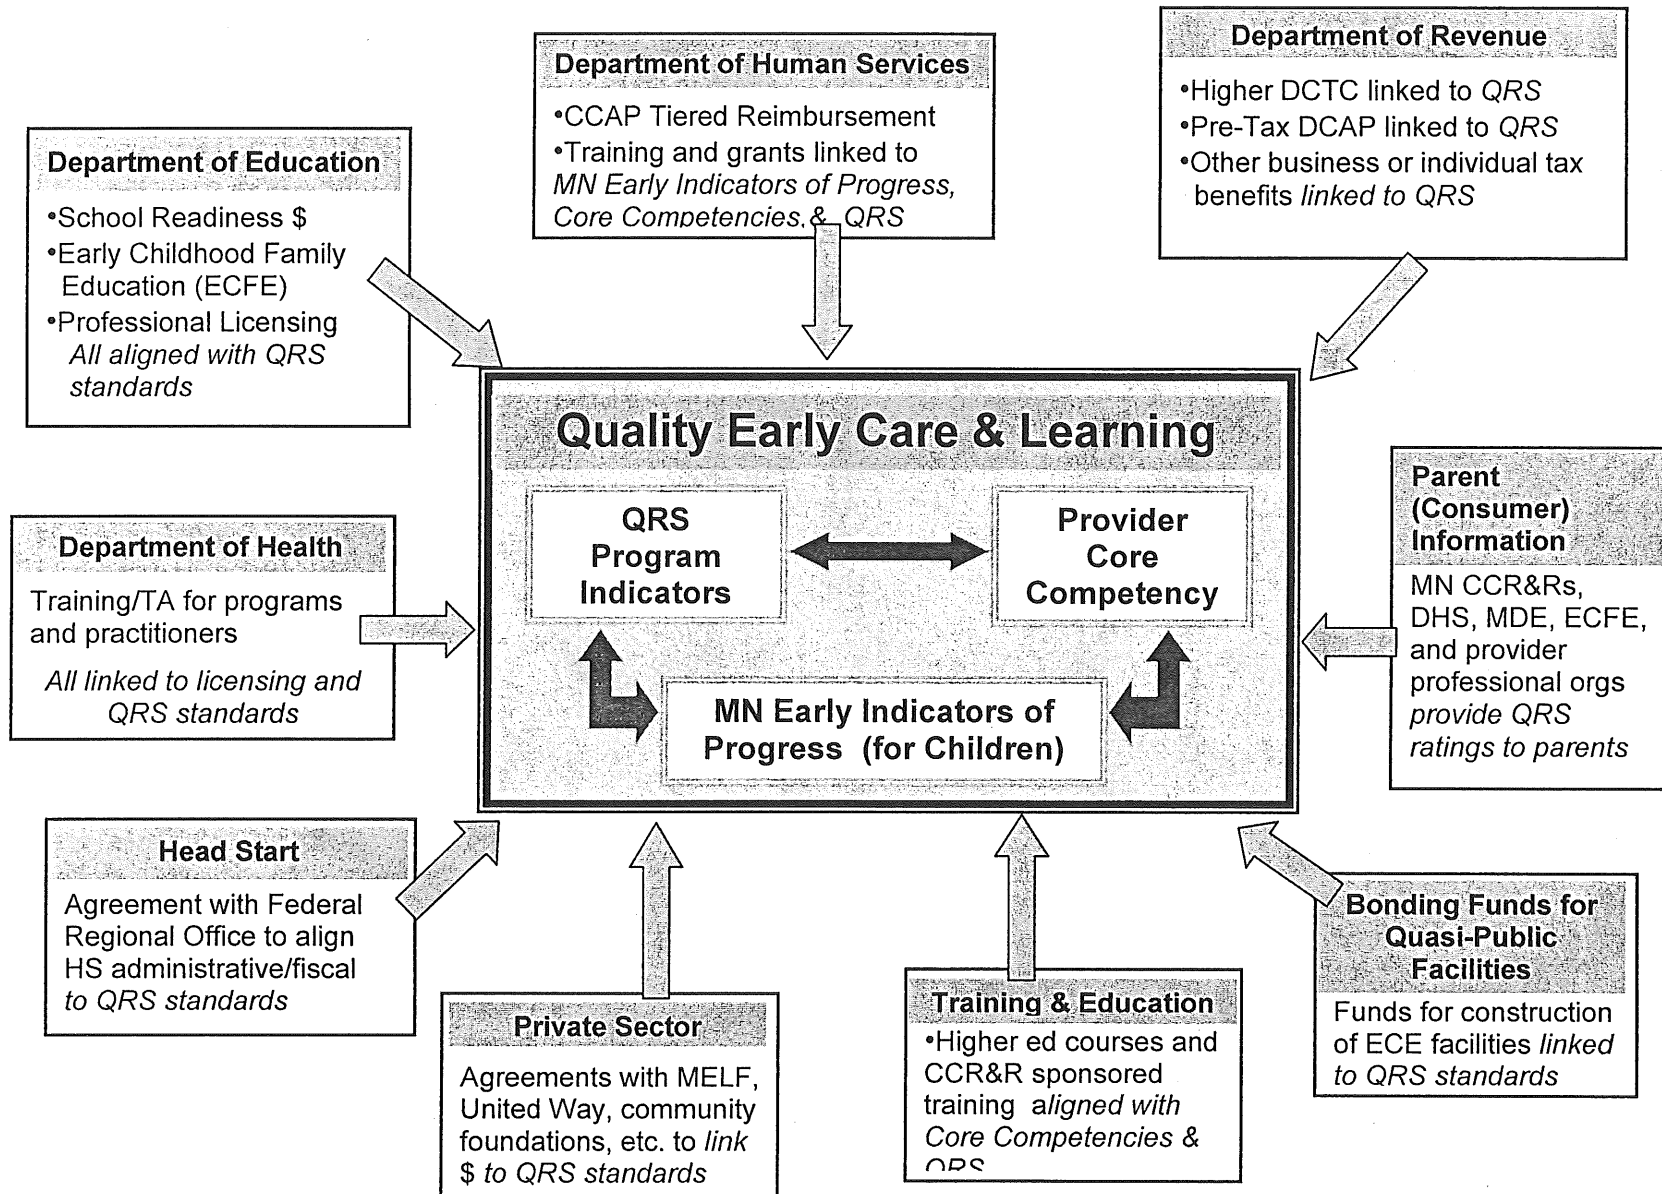 Department of Human Services
•CCAP Tiered Reimbursement
•Training and grants linked to
MN Early Indicators of Progress,
Core Competencies, & QRS
Department of Revenue
•Higher DCTC linked to QRS
•Pre-Tax DCAP linked to QRS
•Other business or individual tax
benefits linked to QRS
Department of Education
•School Readiness $
•Early Childhood Family
Education (ECFE)
•Professional Licensing
All aligned with QRS
standards
Quality Early Care & Learning
QRS
Program
Indicators
Provider
Core
Competency
MN Early Indicators of
Progress (for Children)
Department of Health
Training/TA for programs
and practitioners
All linked to licensing and
QRS standards
Parent
(Consumer)
Information
MN CCR&Rs,
DHS, MDE, ECFE,
and provider
professional orgs
provide QRS
ratings to parents
Head Start
Agreement with Federal
Regional Office to align
HS administrative/fiscal
to QRS standards
Private Sector
Agreements with MELF,
United Way, community
foundations, etc. to link
$ to QRS standards
Training & Education
•Higher ed courses and
CCR&R sponsored
training aligned with
Core Competencies &
QRS
Bonding Funds for
Quasi-Public
Facilities
Funds for construction
of ECE facilities linked
to QRS standards